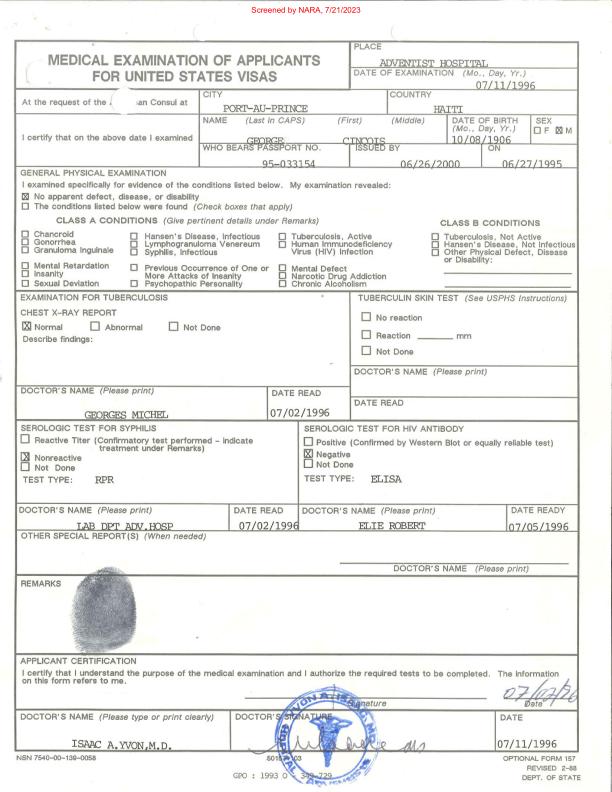 Screened by NARA, 7/21/2023
MEDICAL EXAMINATION OF APPLICANTS
FOR UNITED STATES VISAS
PLACE
ADVENTIST HOSPITAL
DATE OF EXAMINATION (Mo., Day, Yr.)
07/11/1996
At the request of the an Consul at
CITY
PORT-AU-PRINCE
COUNTRY
HAITI
I certify that on the above date I examined
NAME (Last in CAPS) (First) (Middle)
GEORGE CINCOIS
DATE OF BIRTH
(Mo., Day, Yr.)
10/08/1906
SEX
☐ F ☒ M
WHO BEARS PASSPORT NO.
95-033154
ISSUED BY
06/26/2000
ON
06/27/1995
GENERAL PHYSICAL EXAMINATION
I examined specifically for evidence of the conditions listed below. My examination revealed:
☒ No apparent defect, disease, or disability
☐ The conditions listed below were found (Check boxes that apply)
CLASS A CONDITIONS (Give pertinent details under Remarks)
☐ Chancroid
☐ Gonorrhea
☐ Granuloma Inguinale
☐ Hansen's Disease, Infectious
☐ Lymphogranuloma Venereum
☐ Syphilis, Infectious
☐ Tuberculosis, Active
☐ Human Immunodeficiency
Virus (HIV) Infection
☐ Mental Retardation
☐ Insanity
☐ Sexual Deviation
☐ Previous Occurrence of One or
More Attacks of Insanity
☐ Psychopathic Personality
☐ Mental Defect
☐ Narcotic Drug Addiction
☐ Chronic Alcoholism
CLASS B CONDITIONS
☐ Tuberculosis, Not Active
☐ Hansen's Disease, Not Infectious
☐ Other Physical Defect, Disease
or Disability:
EXAMINATION FOR TUBERCULOSIS
CHEST X-RAY REPORT
☒ Normal ☐ Abnormal ☐ Not Done
Describe findings:
DOCTOR'S NAME (Please print)
GEORGES MICHEL
DATE READ
07/02/1996
TUBERCULIN SKIN TEST (See USPHS Instructions)
☐ No reaction
☐ Reaction ______ mm
☐ Not Done
DOCTOR'S NAME (Please print)
DATE READ
SEROLOGIC TEST FOR SYPHILIS
☐ Reactive Titer (Confirmatory test performed - indicate
treatment under Remarks)
☒ Nonreactive
☐ Not Done
TEST TYPE: RPR
DOCTOR'S NAME (Please print)
LAB DPT ADV.HOSP
DATE READ
07/02/1996
SEROLOGIC TEST FOR HIV ANTIBODY
☐ Positive (Confirmed by Western Blot or equally reliable test)
☒ Negative
☐ Not Done
TEST TYPE: ELISA
DOCTOR'S NAME (Please print)
ELIE ROBERT
DATE READY
07/05/1996
OTHER SPECIAL REPORT(S) (When needed)
DOCTOR'S NAME (Please print)
REMARKS
APPLICANT CERTIFICATION
I certify that I understand the purpose of the medical examination and I authorize the required tests to be completed. The information
on this form refers to me.
Signature
Date
DOCTOR'S NAME (Please type or print clearly)
ISAAC A.YVON,M.D.
DOCTOR'S SIGNATURE
DATE
07/11/1996
NSN 7540-00-139-0058
GPO : 1993 O - 349-729
OPTIONAL FORM 157
REVISED 2-88
DEPT. OF STATE